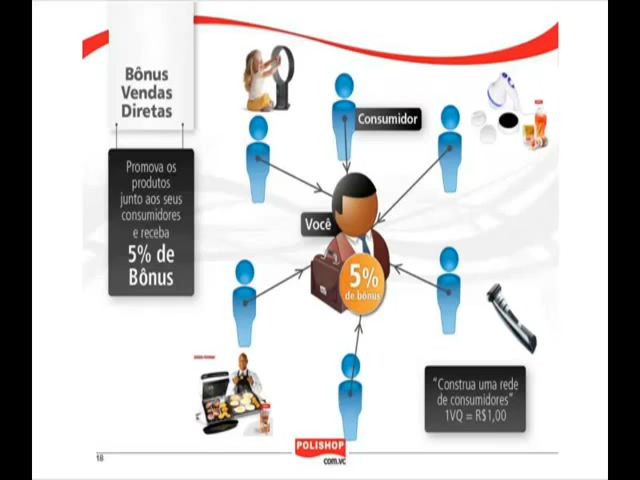 Bônus
Vendas
Diretas
Promova os
produtos
junto aos seus
consumidores
e receba
5% de
Bônus
Consumidor
Você
5%
de bônus
"Construa uma rede
de consumidores"
1VQ = R$1,00
18
POLISHOP
com.vc